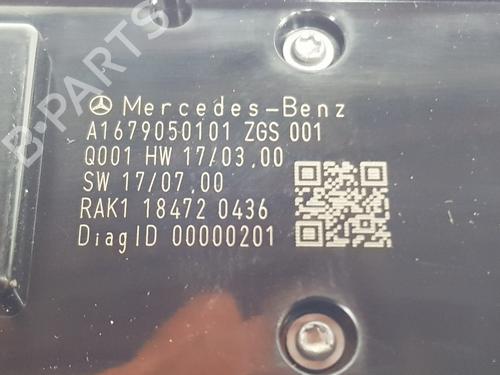 B-PARTS
Mercedes-Benz
A1679050101 ZGS 001
Q001 HW 17/03.00
SW 17/07.00
RAK1 18472 0436
DiagID 00000201